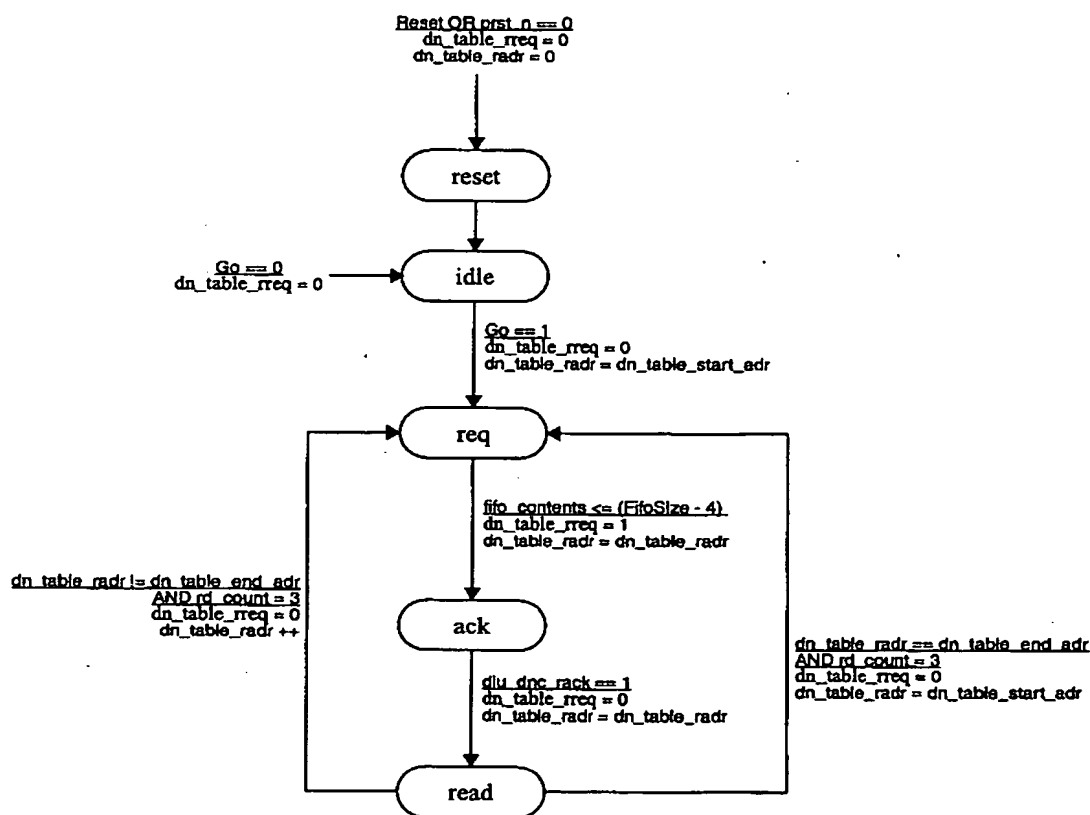 Reset OR prst_n == 0
dn_table_rreq = 0
dn_table_radr = 0
reset
idle
Go == 0
dn_table_rreq = 0
Go == 1
dn_table_rreq = 0
dn_table_radr = dn_table_start_adr
req
fifo_contents <= (FifoSize - 4)
dn_table_rreq = 1
dn_table_radr = dn_table_radr
dn_table_radr != dn_table_end_adr
AND rd_count = 3
dn_table_rreq = 0
dn_table_radr ++
ack
dn_table_radr == dn_table_end_adr
AND rd_count = 3
dn_table_rreq = 0
dn_table_radr = dn_table_start_adr
diu_dnc_rack == 1
dn_table_rreq = 0
dn_table_radr = dn_table_radr
read